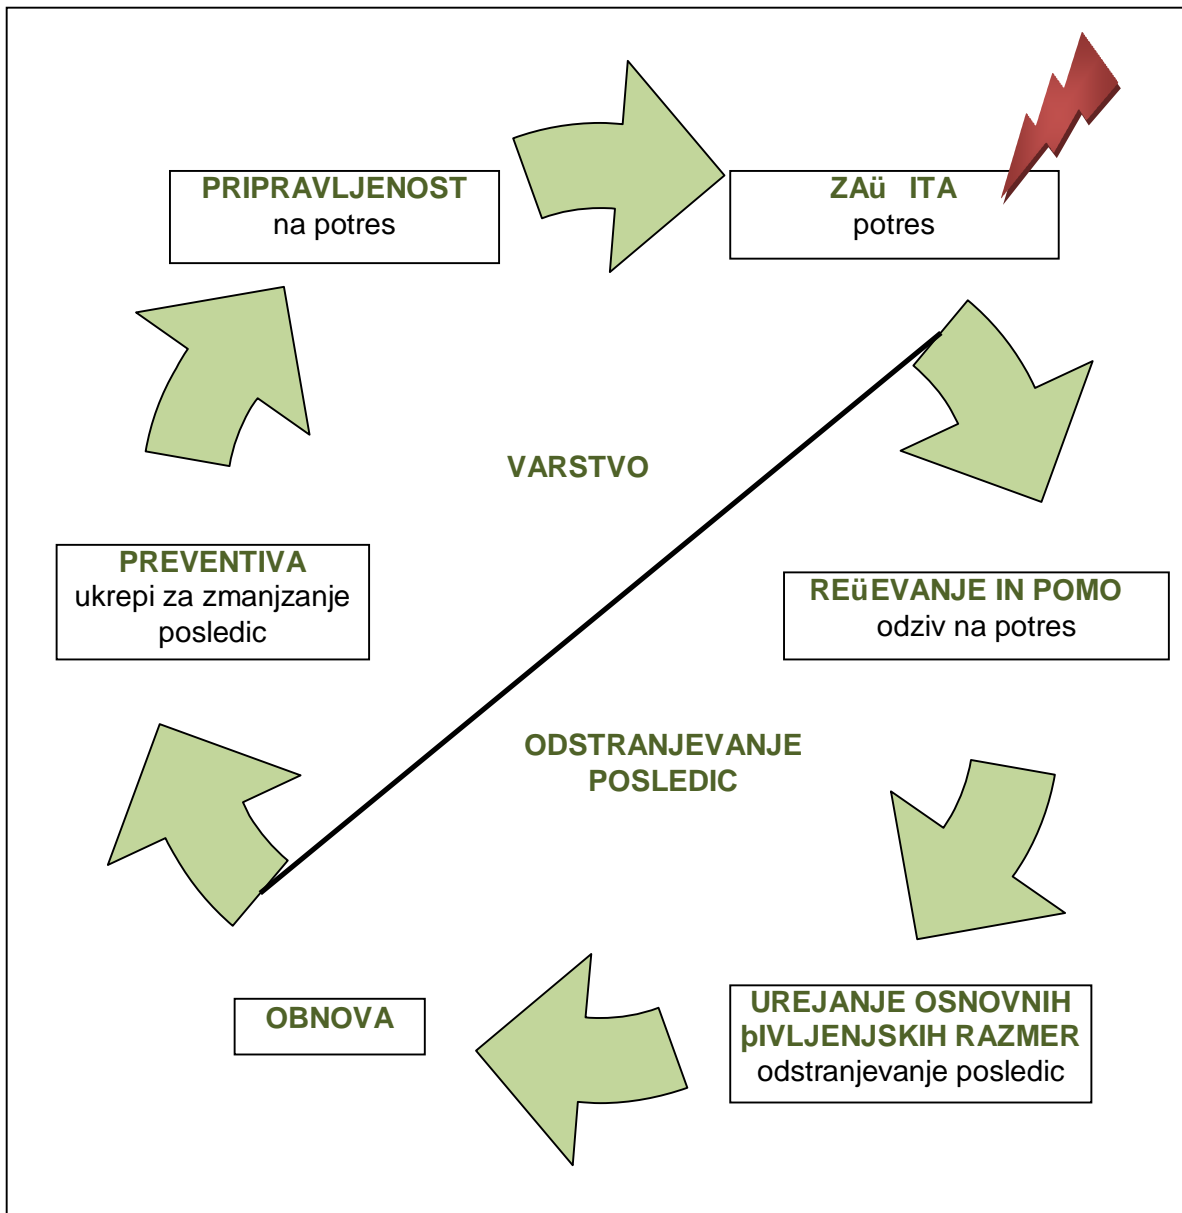 PRIPRAVLJENOST
na potres
ZAü ITA
potres
VARSTVO
PREVENTIVA
ukrepi za zmanjzanje
posledic
REüEVANJE IN POMO
odziv na potres
ODSTRANJEVANJE
POSLEDIC
OBNOVA
UREJANJE OSNOVNIH
þIVLJENJSKIH RAZMER
odstranjevanje posledic